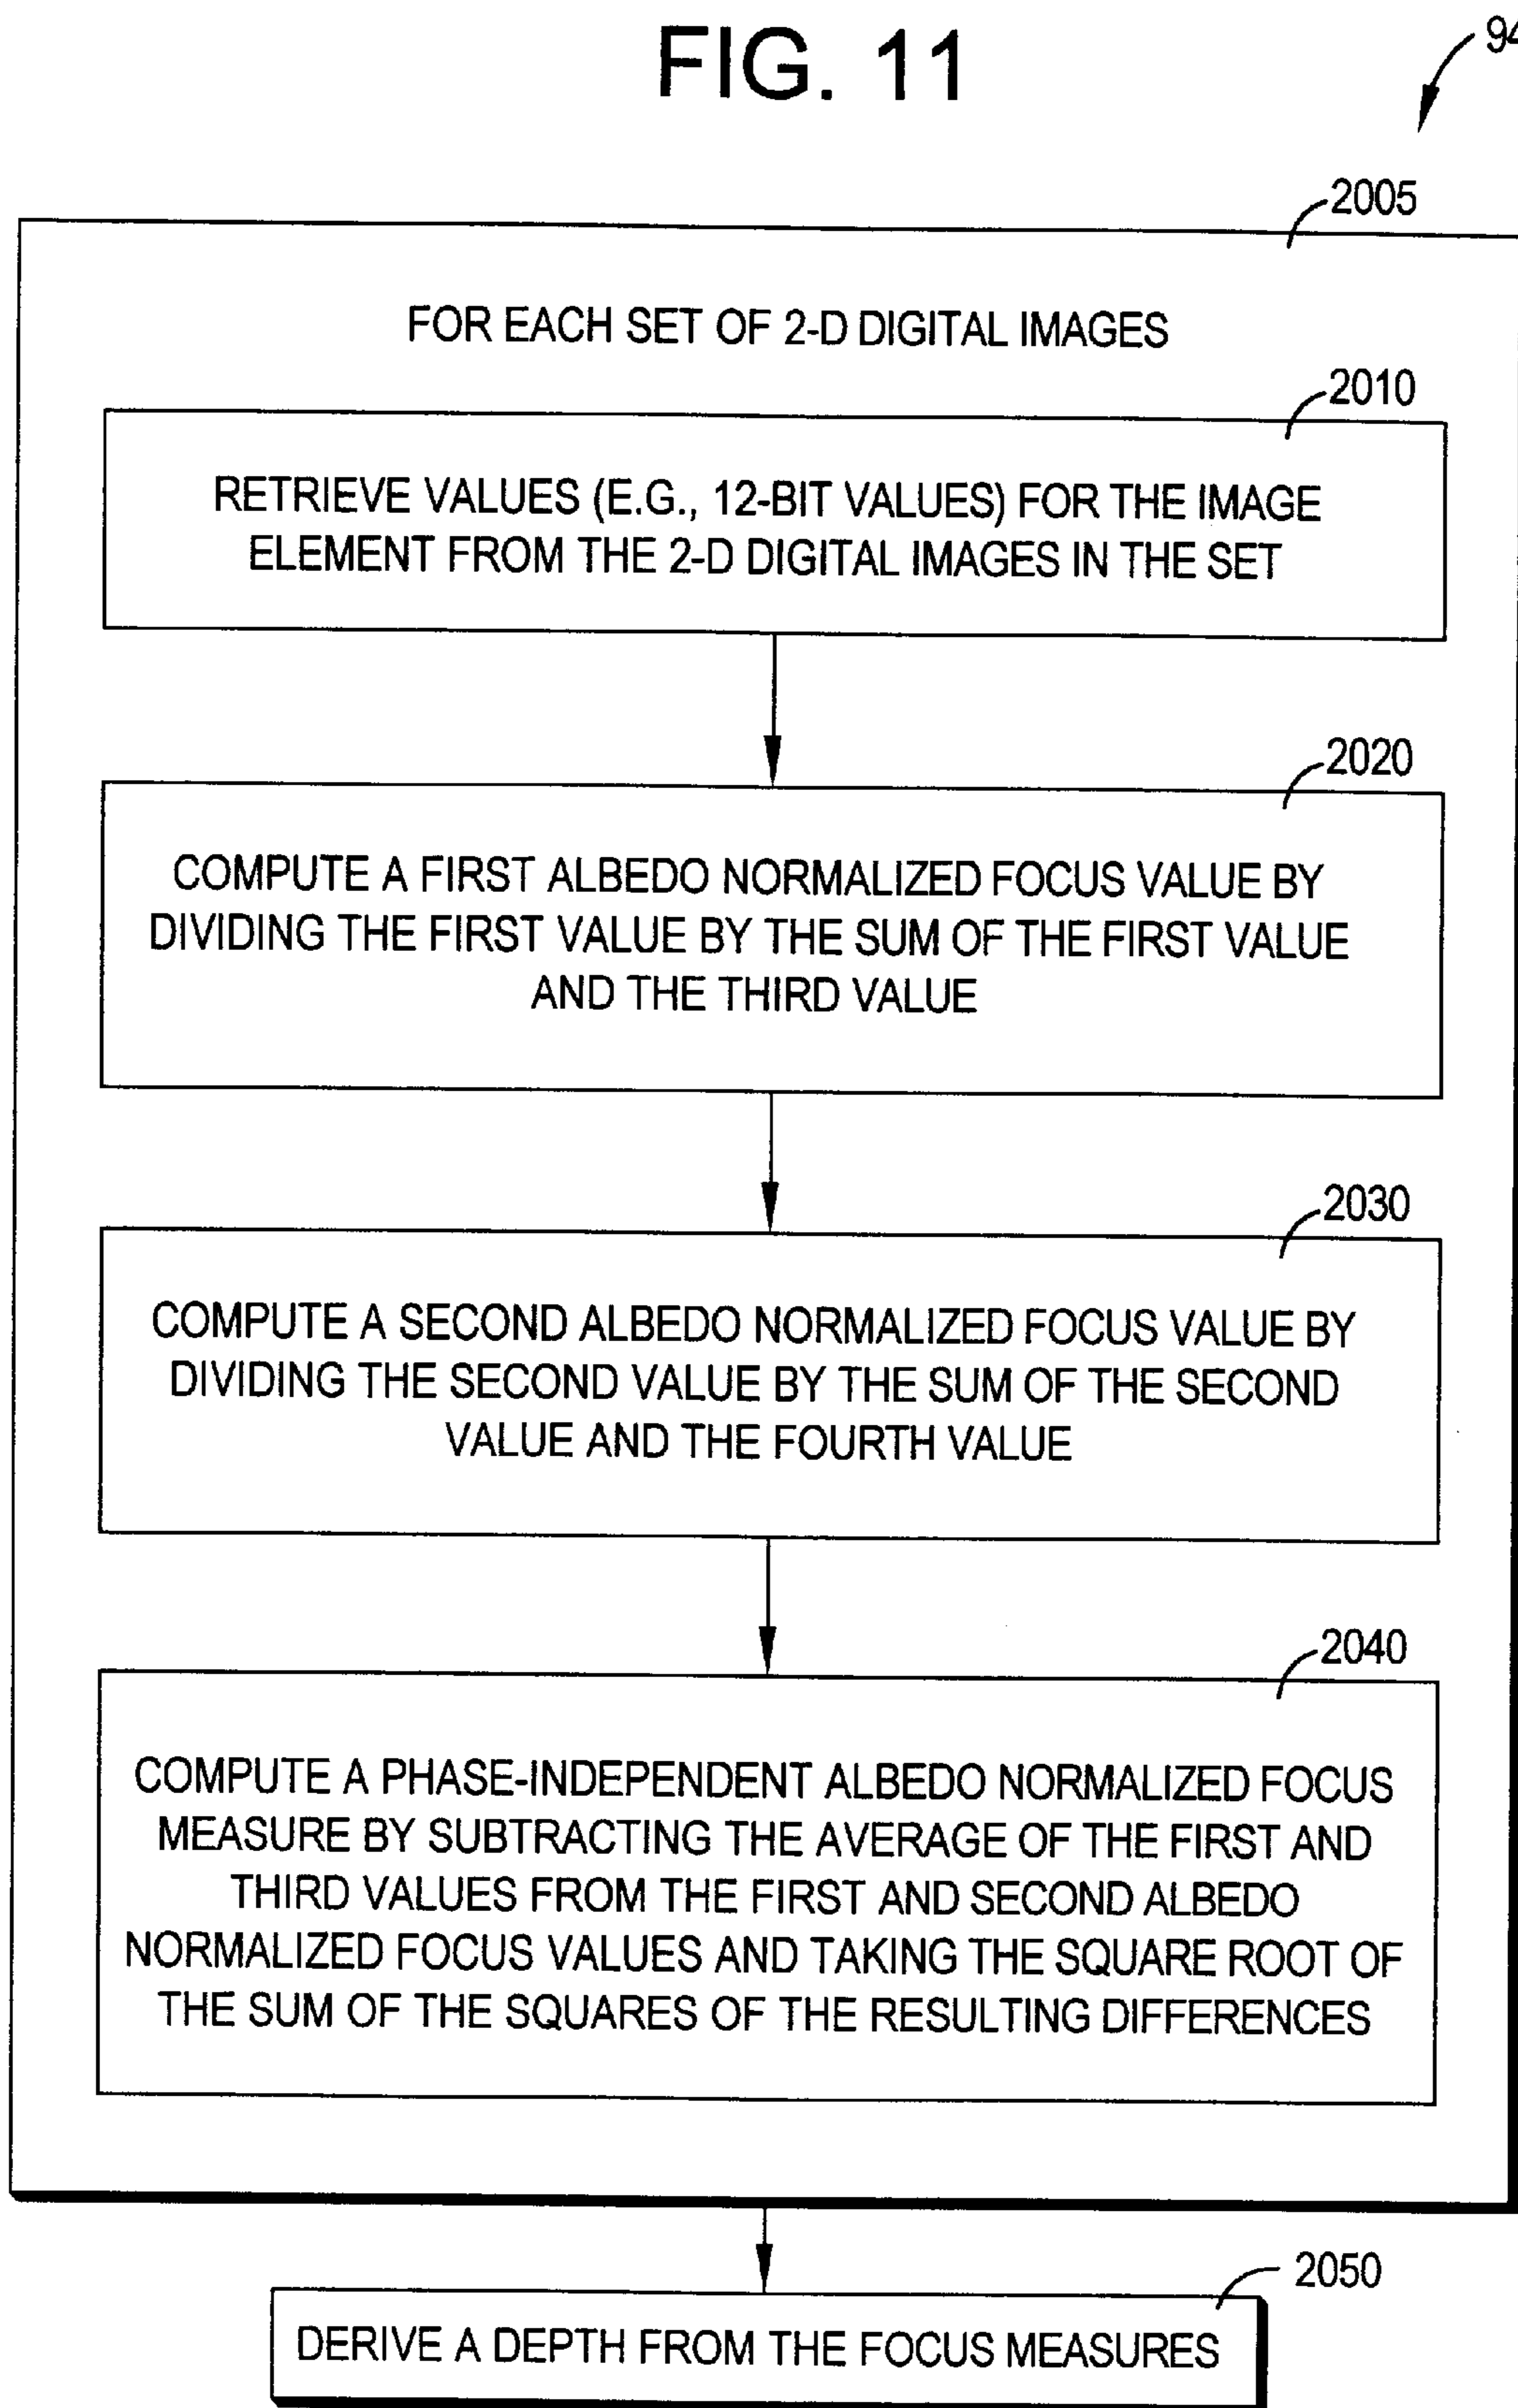 FIG. 11
94
2005
FOR EACH SET OF 2-D DIGITAL IMAGES
2010
RETRIEVE VALUES (E.G., 12-BIT VALUES) FOR THE IMAGE
ELEMENT FROM THE 2-D DIGITAL IMAGES IN THE SET
2020
COMPUTE A FIRST ALBEDO NORMALIZED FOCUS VALUE BY
DIVIDING THE FIRST VALUE BY THE SUM OF THE FIRST VALUE
AND THE THIRD VALUE
2030
COMPUTE A SECOND ALBEDO NORMALIZED FOCUS VALUE BY
DIVIDING THE SECOND VALUE BY THE SUM OF THE SECOND
VALUE AND THE FOURTH VALUE
2040
COMPUTE A PHASE-INDEPENDENT ALBEDO NORMALIZED FOCUS
MEASURE BY SUBTRACTING THE AVERAGE OF THE FIRST AND
THIRD VALUES FROM THE FIRST AND SECOND ALBEDO
NORMALIZED FOCUS VALUES AND TAKING THE SQUARE ROOT OF
THE SUM OF THE SQUARES OF THE RESULTING DIFFERENCES
2050
DERIVE A DEPTH FROM THE FOCUS MEASURES